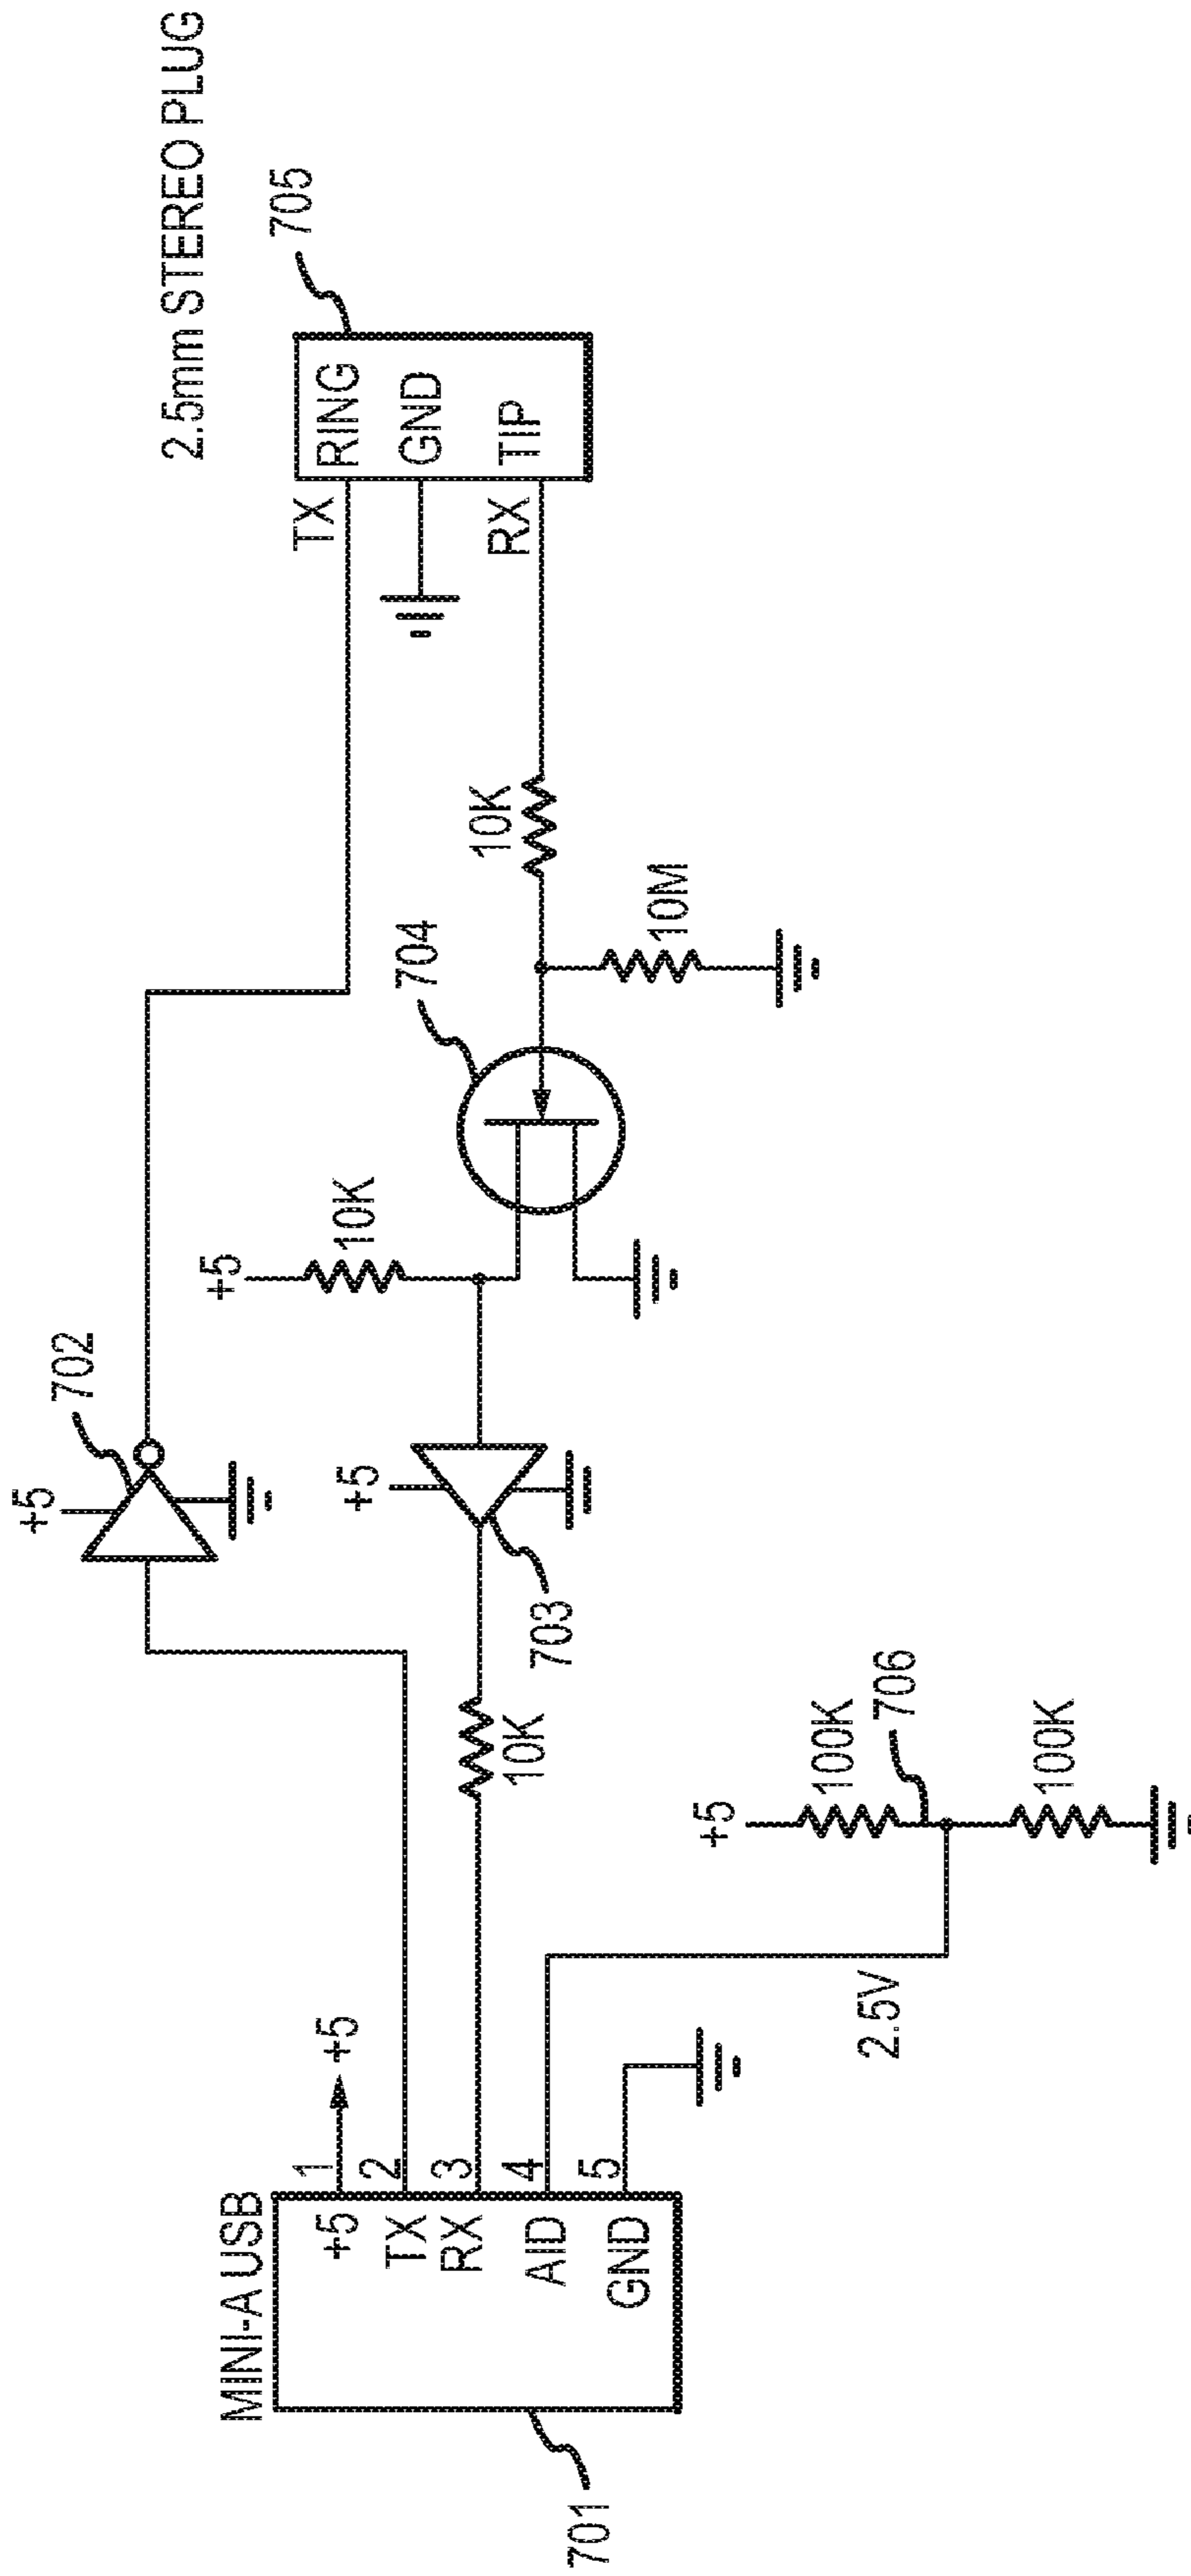 2.5mm STEREO PLUG
705
RING
GND
TIP
TX
RX
10K
10M
704
+5
10K
702
+5
+5
703
10K
+5
100K
706
100K
2.5V
MINI-A USB
+5
1
+5
TX
2
RX
3
AID
4
GND
5
701